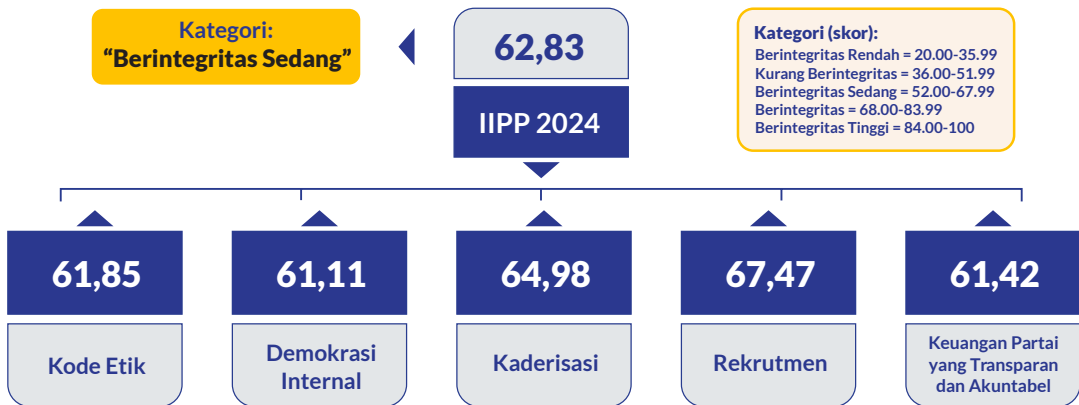 Kategori:
“Berintegritas Sedang”
62,83
IIPP 2024
Kategori (skor):
Berintegritas Rendah = 20.00-35.99
Kurang Berintegritas = 36.00-51.99
Berintegritas Sedang = 52.00-67.99
Berintegritas = 68.00-83.99
Berintegritas Tinggi = 84.00-100
61,85
Kode Etik
61,11
Demokrasi
Internal
64,98
Kaderisasi
67,47
Rekrutmen
61,42
Keuangan Partai
yang Transparan
dan Akuntabel